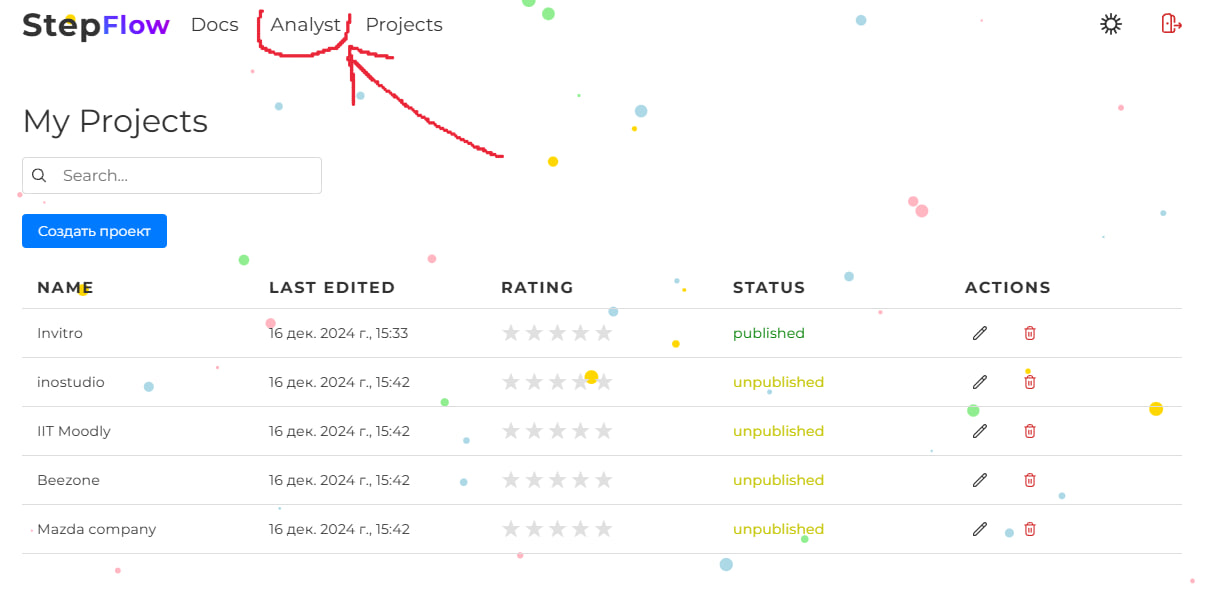 StepFlow Docs Analyst Projects
My Projects
Search...
Создать проект
NAME LAST EDITED RATING STATUS ACTIONS
Invitro 16 дек. 2024 г., 15:33 published
inostudio 16 дек. 2024 г., 15:42 unpublished
IIT Moodly 16 дек. 2024 г., 15:42 unpublished
Beezone 16 дек. 2024 г., 15:42 unpublished
Mazda company 16 дек. 2024 г., 15:42 unpublished